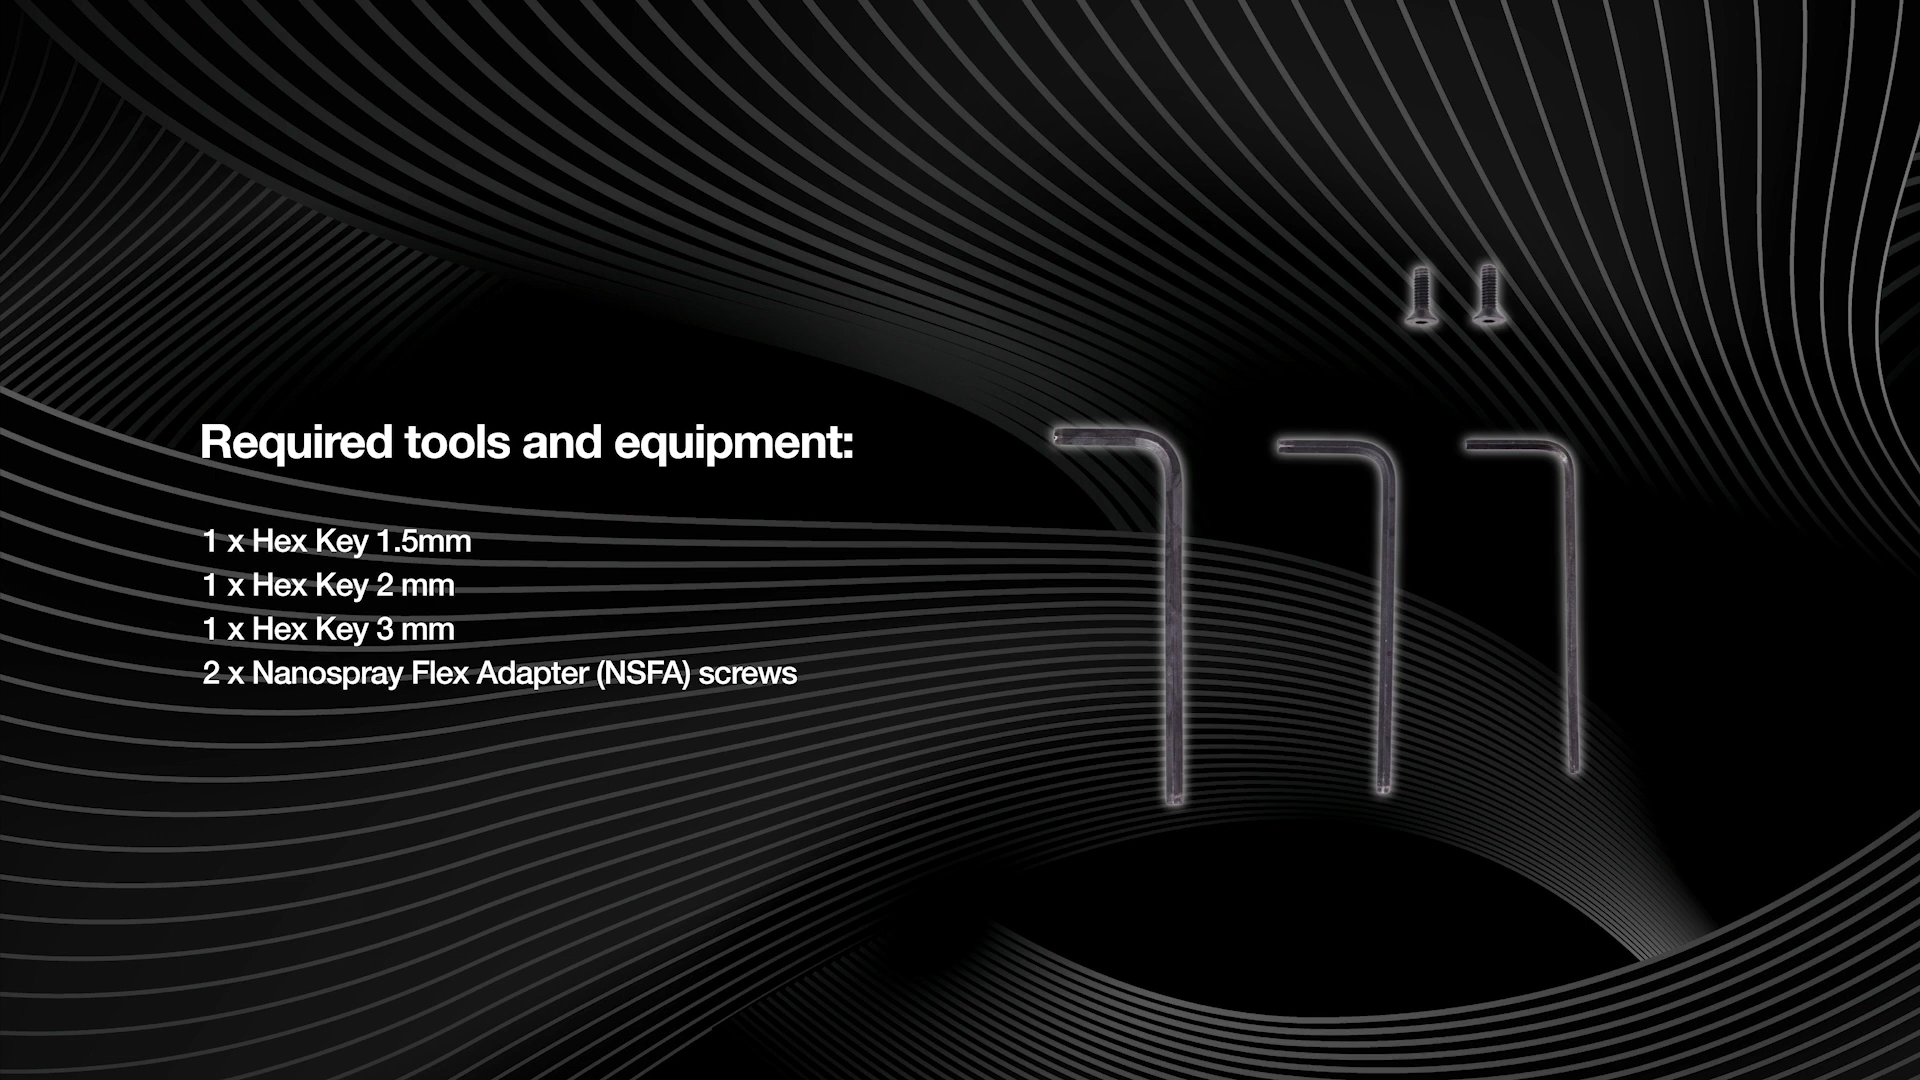 Required tools and equipment:
1 x Hex Key 1.5mm
1 x Hex Key 2 mm
1 x Hex Key 3 mm
2 x Nanospray Flex Adapter (NSFA) screws